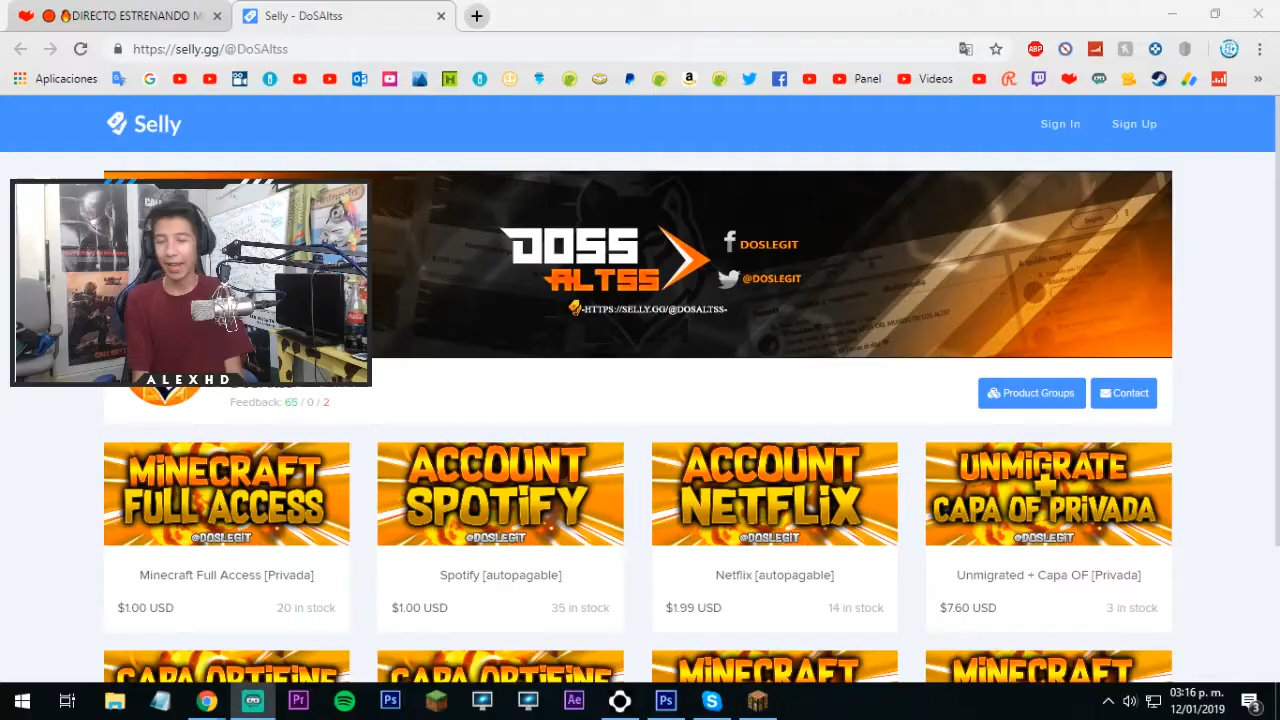 DIRECTO ESTRENANDO M
Selly - DoSAltss
https://selly.gg/@DoSAltss
Aplicaciones
Panel
Videos
Selly
Sign In
Sign Up
DOSS
ALTSS
DOSLEGIT
@DOSLEGIT
-HTTPS://SELLY.GG/@DOSALTSS-
ALEXHD
Feedback: 65 / 0 / 2
Product Groups
Contact
MiNECRAFT
FULL ACCESS
@DOSLEGIT
ACCOUNT
SPOTiFY
@DOSLEGIT
ACCOUNT
NETFLiX
@DOSLEGIT
UNMiGRATE
+
CAPA OF PRiVADA
@DOSLEGIT
Minecraft Full Access [Privada]
$1.00 USD
20 in stock
Spotify [autopagable]
$1.00 USD
35 in stock
Netflix [autopagable]
$1.99 USD
14 in stock
Unmigrated + Capa OF [Privada]
$7.60 USD
3 in stock
CAPA OPTiFiNE
CAPA OPTiFiNE
MiNECRAFT
MiNECRAFT
03:16 p. m.
12/01/2019
3